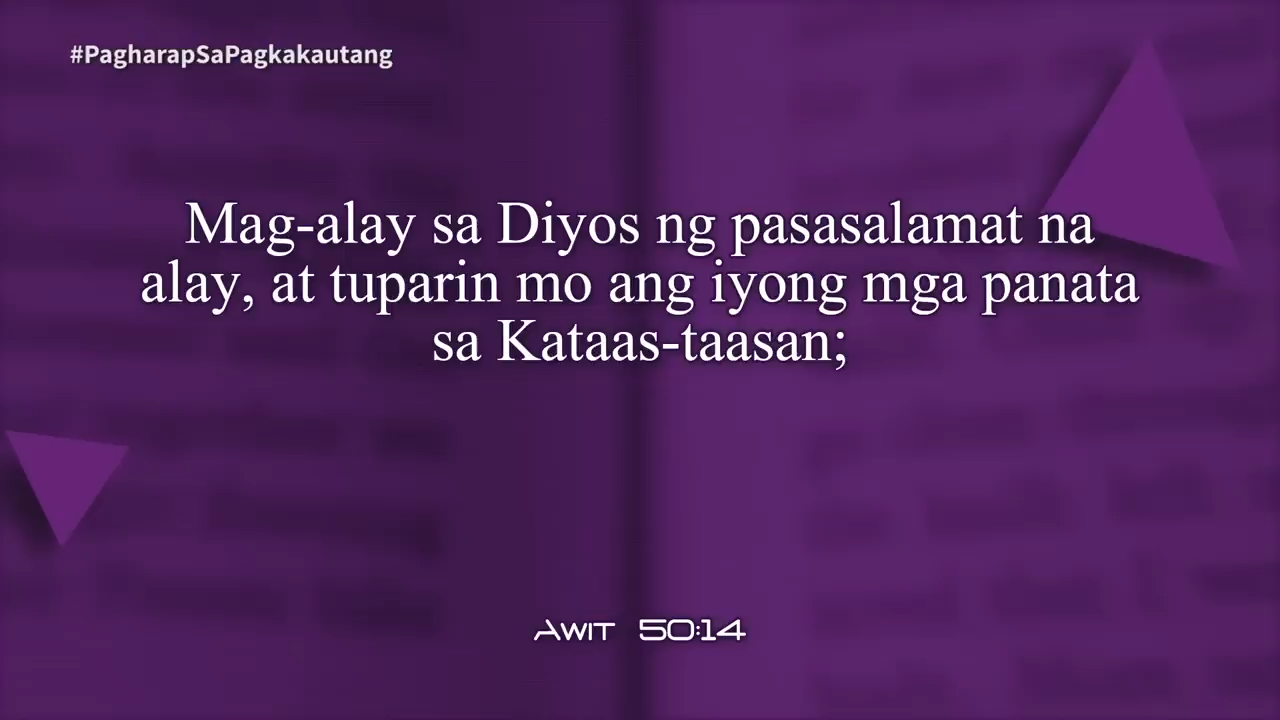 #PagharapSaPagkakautang
Mag-alay sa Diyos ng pasasalamat na
alay, at tuparin mo ang iyong mga panata
sa Kataas-taasan;
Awit 50:14